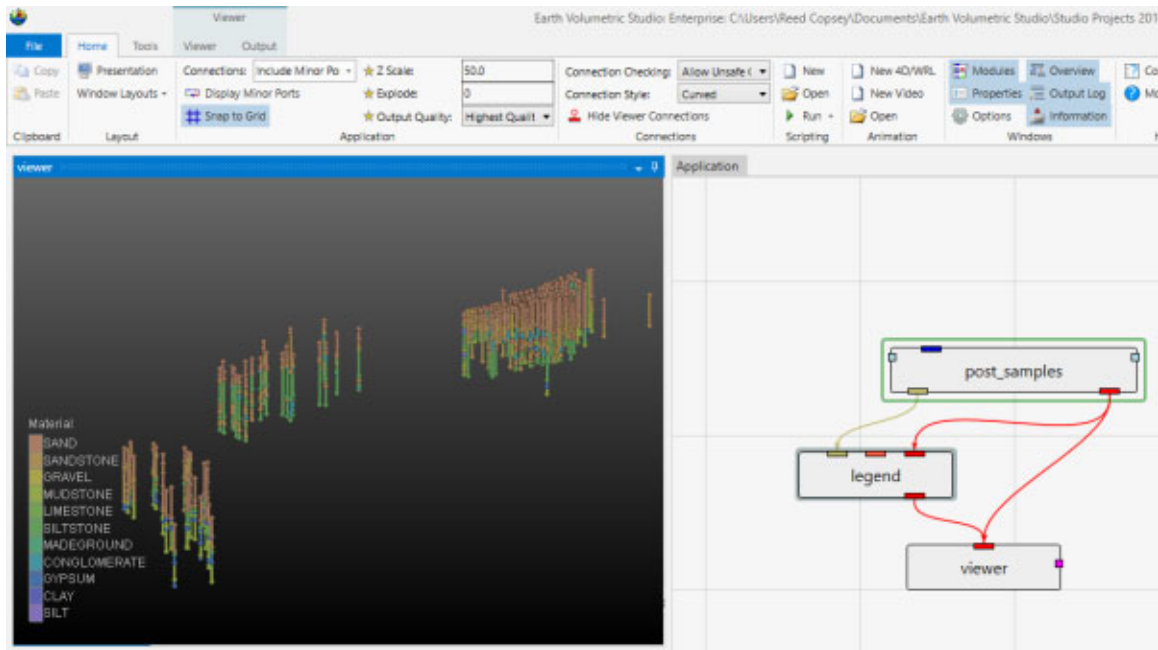 Viewer
Earth Volumetric Studio: Enterprise: C:\Users\Reed Copsey\Documents\Earth Volumetric Studio\Studio Projects 201
File Home Tools Viewer Output
Copy Presentation Connections: Include Minor Po Z Scale: 50.0 Connection Checking: Allow Unsafe ( New New 4D/WRL Modules Overview Co
Paste Window Layouts Display Minor Ports Explode: 0 Connection Style: Curved Open New Video Properties Output Log Mo
Snap to Grid Output Quality: Highest Qualit Hide Viewer Connections Run Open Options Information
Clipboard Layout Application Connections Scripting Animation Windows
viewer Application
post_samples
legend
viewer
Material
SAND
SANDSTONE
GRAVEL
MUDSTONE
LIMESTONE
SILTSTONE
MADEGROUND
CONGLOMERATE
GYPSUM
CLAY
SILT